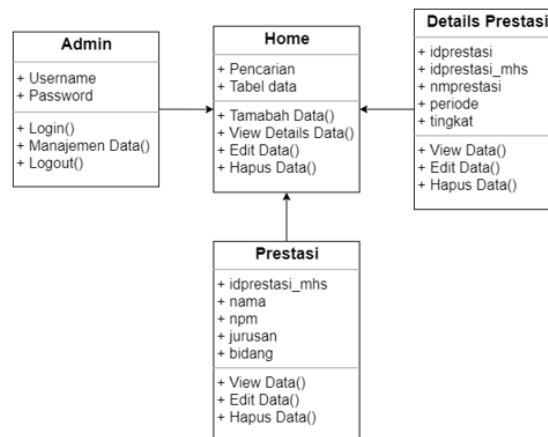 Admin
+ Username
+ Password
+ Login()
+ Manajemen Data()
+ Logout()
Home
+ Pencarian
+ Tabel data
+ Tamabah Data()
+ View Details Data()
+ Edit Data()
+ Hapus Data()
Details Prestasi
+ idprestasi
+ idprestasi_mhs
+ nmprestasi
+ periode
+ tingkat
+ View Data()
+ Edit Data()
+ Hapus Data()
Prestasi
+ idprestasi_mhs
+ nama
+ npm
+ jurusan
+ bidang
+ View Data()
+ Edit Data()
+ Hapus Data()